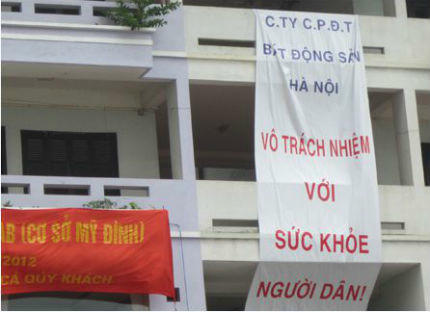 C.TY C.P.Đ.T
BẤT ĐỘNG SẢN
HÀ NỘI
VÔ TRÁCH NHIỆM
VỚI
SỨC KHỎE
NGƯỜI DÂN!
AB (CƠ SỞ MỸ ĐÌNH)
2012
CẢ QÚY KHÁCH